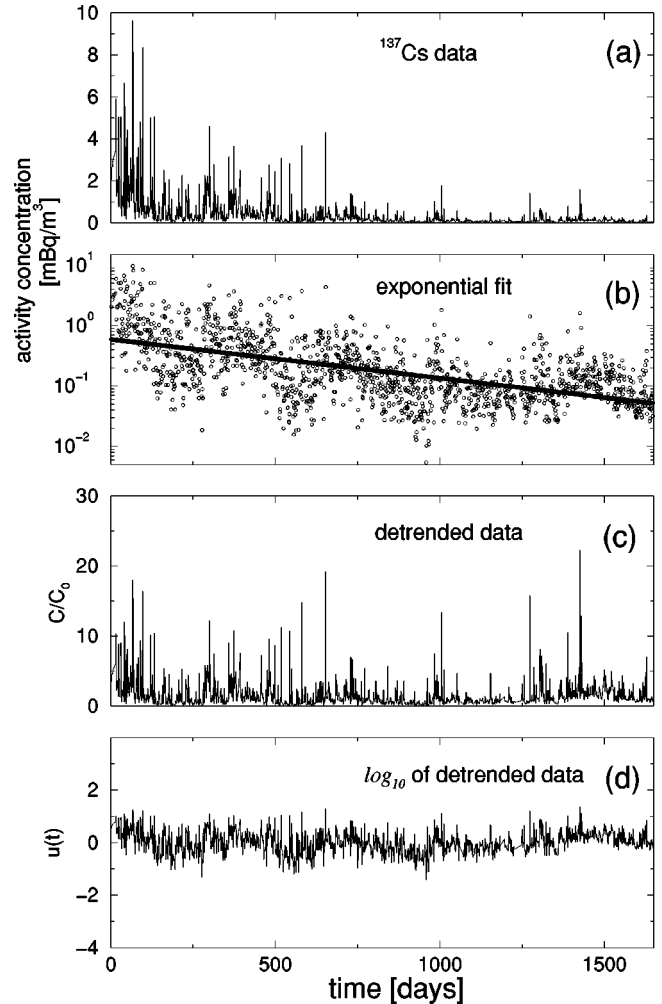 10
8
6
4
2
0
¹³⁷Cs data
(a)
activity concentration
[mBq/m³]
10¹
10⁰
10⁻¹
10⁻²
exponential fit
(b)
30
20
10
0
C/C₀
detrended data
(c)
2
0
−2
−4
u(t)
log₁₀ of detrended data
(d)
0 500 1000 1500
time [days]